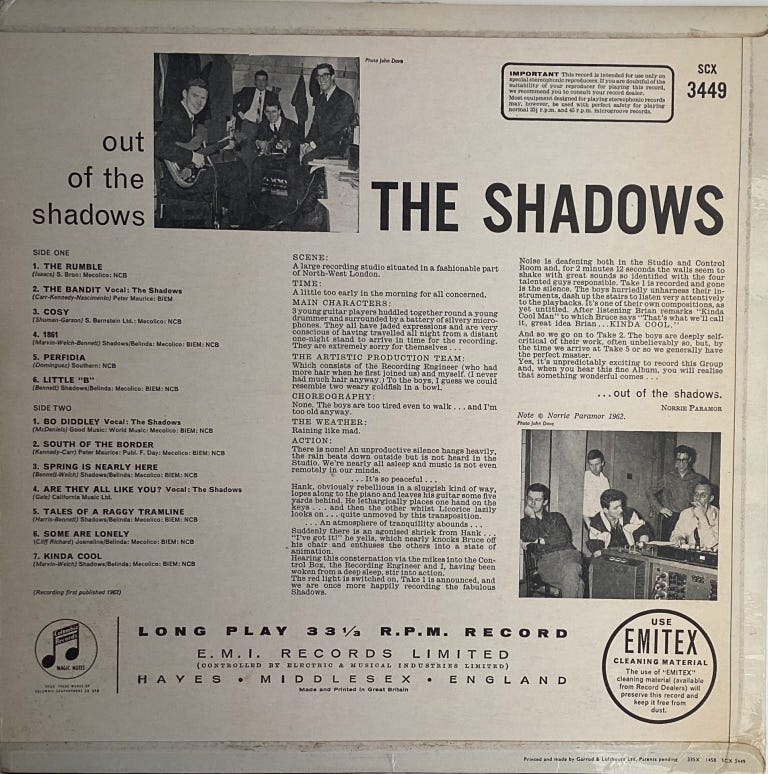 Photo John Dove
IMPORTANT This record is intended for use only on
special stereophonic reproducers. If you are doubtful of the
suitability of your reproducer for playing this record,
we recommend you to consult your record dealer.
Most equipment designed for playing stereophonic records
may, however, be used with perfect safety for playing
normal 33⅓ r.p.m. and 45 r.p.m. microgroove records.
SCX
3449
out
of the
shadows
THE SHADOWS
SIDE ONE
1. THE RUMBLE
(Isaacs) S. Bron: Mecolico: NCB
2. THE BANDIT Vocal: The Shadows
(Carr-Kennedy-Nascimento) Peter Maurice: BIEM
3. COSY
(Shuman-Garson) S. Bernstein Ltd.: Mecolico: NCB
4. 1861
(Marvin-Welch-Bennett) Shadows/Belinda: Mecolico: BIEM: NCB
5. PERFIDIA
(Dominguez) Southern: NCB
6. LITTLE "B"
(Bennett) Shadows/Belinda: Mecolico: BIEM: NCB
SIDE TWO
1. BO DIDDLEY Vocal: The Shadows
(McDaniels) Good Music: World Music: Mecolico: BIEM: NCB
2. SOUTH OF THE BORDER
(Kennedy-Carr) Peter Maurice: Publ. F. Day: Mecolico: BIEM: NCB
3. SPRING IS NEARLY HERE
(Bennett-Welch) Shadows/Belinda: Mecolico: BIEM: NCB
4. ARE THEY ALL LIKE YOU? Vocal: The Shadows
(Gale) California Music Ltd.
5. TALES OF A RAGGY TRAMLINE
(Harris-Bennett) Shadows/Belinda: Mecolico: BIEM: NCB
6. SOME ARE LONELY
(Cliff Richard) Joaneline/Belinda: Mecolico: BIEM: NCB
7. KINDA COOL
(Marvin-Welch) Shadows/Belinda: Mecolico: BIEM: NCB
(Recording first published 1962)
SCENE:
A large recording studio situated in a fashionable part
of North-West London.
TIME:
A little too early in the morning for all concerned.
MAIN CHARACTERS:
3 young guitar players huddled together round a young
drummer and surrounded by a battery of silvery micro-
phones. They all have jaded expressions and are very
conscious of having travelled all night from a distant
one-night stand to arrive in time for the recording.
They are extremely sorry for themselves . . .
THE ARTISTIC PRODUCTION TEAM:
Which consists of the Recording Engineer (who had
more hair when he first joined us) and myself. (I never
had much hair anyway.) To the boys, I guess we could
resemble two weary goldfish in a bowl.
CHOREOGRAPHY:
None. The boys are too tired even to walk . . . and I'm
too old anyway.
THE WEATHER:
Raining like mad.
ACTION:
There is none! An unproductive silence hangs heavily,
the rain beats down outside but is not heard in the
Studio. We're nearly all asleep and music is not even
remotely in our minds.
. . . It's so peaceful . . .
Hank, obviously rebellious in a sluggish kind of way,
lopes along to the piano and leaves his guitar some five
yards behind. He lethargically places one hand on the
keys . . . and then the other whilst Licorice lazily
looks on . . . quite unmoved by this transposition.
. . . An atmosphere of tranquillity abounds . . .
Suddenly there is an agonised shriek from Hank . . .
"I've got it!" he yells, which nearly knocks Bruce off
his chair and enthuses the others into a state of
animation.
Hearing this consternation via the mikes into the Con-
trol Box, the Recording Engineer and I, having been
woken from a deep sleep, stir into action.
The red light is switched on, Take 1 is announced, and
we are once more happily recording the fabulous
Shadows.
Noise is deafening both in the Studio and Control
Room and, for 2 minutes 12 seconds the walls seem to
shake with great sounds so identified with the four
talented guys responsible. Take 1 is recorded and gone
is the silence. The boys hurriedly unharness their in-
struments, dash up the stairs to listen very attentively
to the playbacks. It's one of their own compositions, as
yet untitled. After listening Brian remarks "Kinda
Cool Man" to which Bruce says "That's what we'll call
it, great idea Brian . . . KINDA COOL."
And so we go on to Take 2. The boys are deeply self-
critical of their work, often unbelievably so, but, by
the time we arrive at Take 5 or so we generally have
the perfect master.
Yes, it's unpredictably exciting to record this Group
and, when you hear this fine Album, you will realise
that something wonderful comes . . .
. . . out of the shadows.
NORRIE PARAMOR
Note © Norrie Paramor 1962.
Photo John Dove
Columbia
Records
MAGIC NOTES
REGD. TRADE MARKS OF
COLUMBIA GRAPHOPHONE CO. LTD
LONG PLAY 33⅓ R.P.M. RECORD
E.M.I. RECORDS LIMITED
(CONTROLLED BY ELECTRIC & MUSICAL INDUSTRIES LIMITED)
HAYES • MIDDLESEX • ENGLAND
Made and Printed in Great Britain
USE
EMITEX
CLEANING MATERIAL
The use of "EMITEX"
cleaning material (available
from Record Dealers) will
preserve this record and
keep it free from
dust.
Printed and made by Garrod & Lofthouse Ltd. Patents pending 33SX 1458 SCX 3449